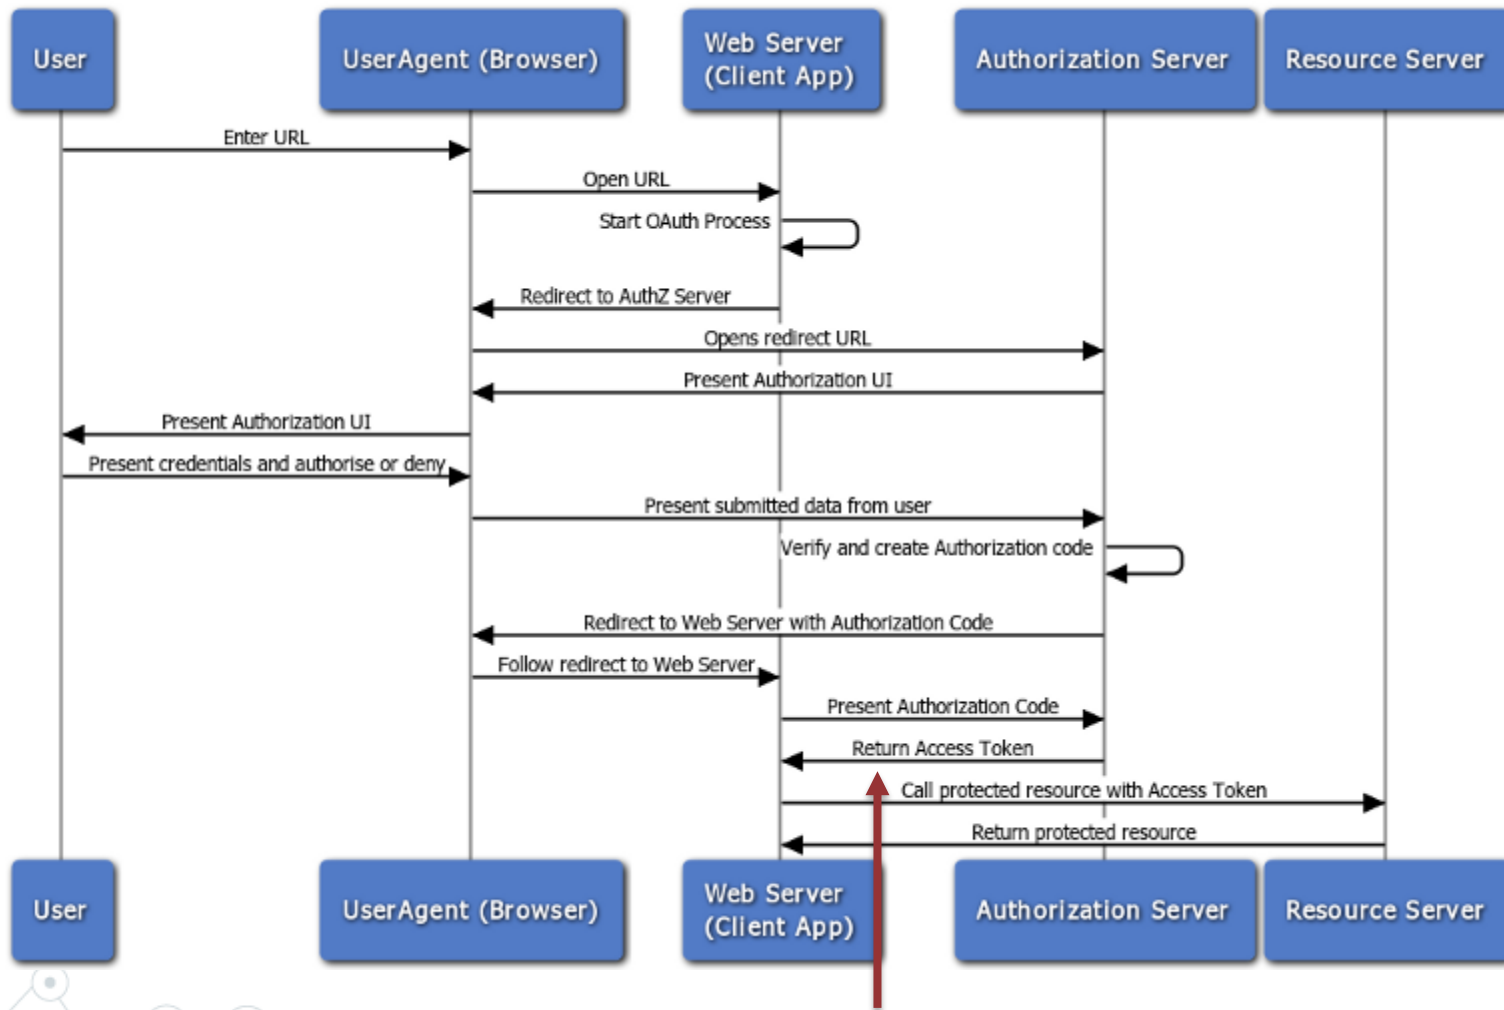 User
UserAgent (Browser)
Web Server
(Client App)
Authorization Server
Resource Server
Enter URL
Open URL
Start OAuth Process
Redirect to AuthZ Server
Opens redirect URL
Present Authorization UI
Present Authorization UI
Present credentials and authorise or deny
Present submitted data from user
Verify and create Authorization code
Redirect to Web Server with Authorization Code
Follow redirect to Web Server
Present Authorization Code
Return Access Token
Call protected resource with Access Token
Return protected resource
User
UserAgent (Browser)
Web Server
(Client App)
Authorization Server
Resource Server